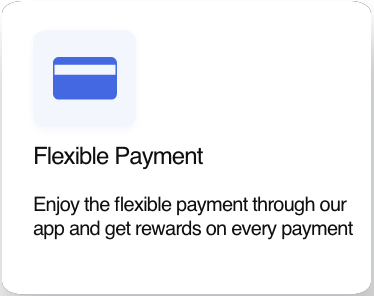 Flexible Payment
Enjoy the flexible payment through our
app and get rewards on every payment